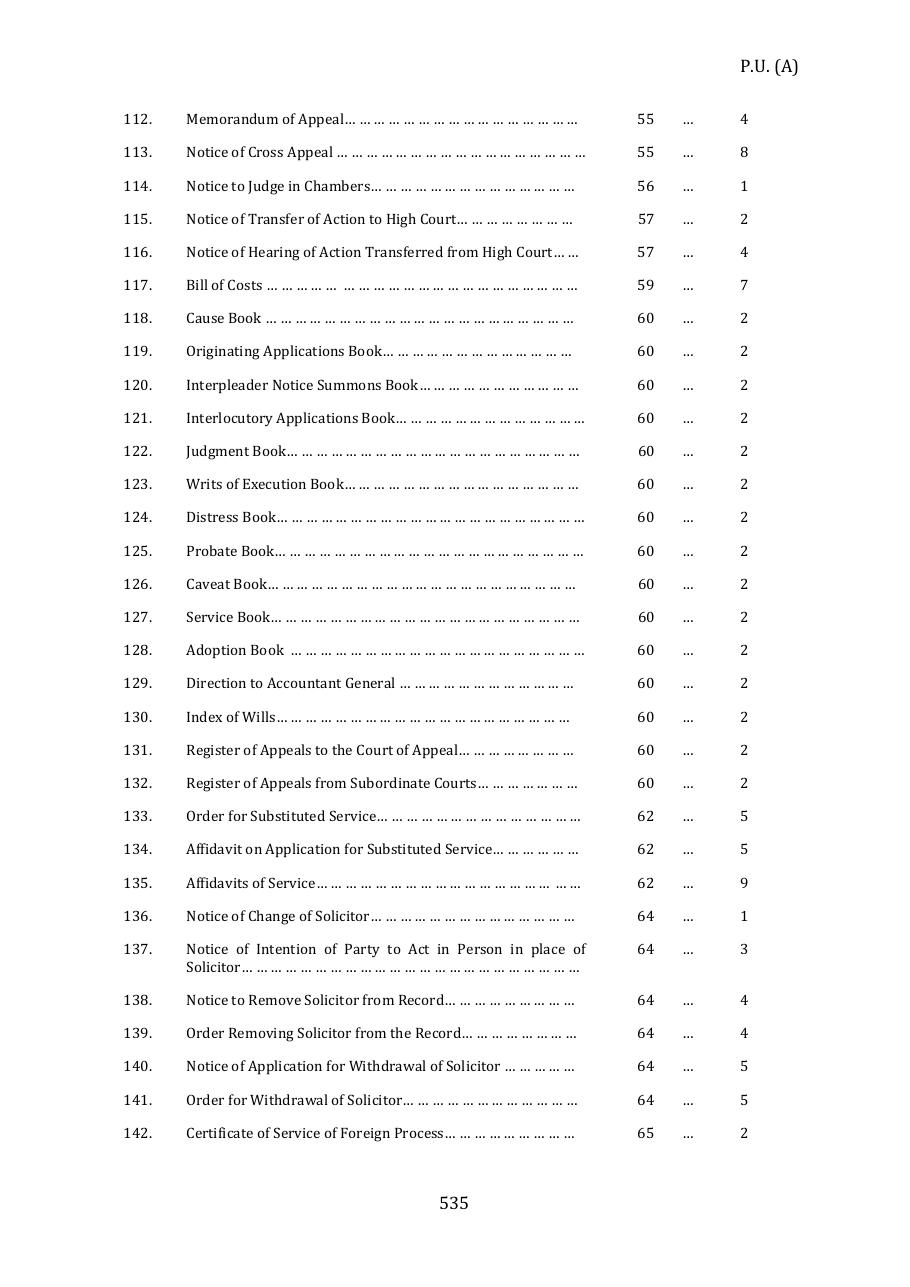 P.U. (A)
112. Memorandum of Appeal… … … … … … … … … … … … … … … … 55 … 4
113. Notice of Cross Appeal … … … … … … … … … … … … … … … … … 55 … 8
114. Notice to Judge in Chambers… … … … … … … … … … … … … … 56 … 1
115. Notice of Transfer of Action to High Court… … … … … … … … 57 … 2
116. Notice of Hearing of Action Transferred from High Court… … 57 … 4
117. Bill of Costs … … … … … … … … … … … … … … … … … … … … … 59 … 7
118. Cause Book … … … … … … … … … … … … … … … … … … … … … 60 … 2
119. Originating Applications Book… … … … … … … … … … … … … 60 … 2
120. Interpleader Notice Summons Book… … … … … … … … … … … 60 … 2
121. Interlocutory Applications Book… … … … … … … … … … … … … 60 … 2
122. Judgment Book… … … … … … … … … … … … … … … … … … … … 60 … 2
123. Writs of Execution Book… … … … … … … … … … … … … … … … 60 … 2
124. Distress Book… … … … … … … … … … … … … … … … … … … … … 60 … 2
125. Probate Book… … … … … … … … … … … … … … … … … … … … … 60 … 2
126. Caveat Book… … … … … … … … … … … … … … … … … … … … … 60 … 2
127. Service Book… … … … … … … … … … … … … … … … … … … … … 60 … 2
128. Adoption Book … … … … … … … … … … … … … … … … … … … … 60 … 2
129. Direction to Accountant General … … … … … … … … … … … … 60 … 2
130. Index of Wills… … … … … … … … … … … … … … … … … … … … 60 … 2
131. Register of Appeals to the Court of Appeal… … … … … … … … 60 … 2
132. Register of Appeals from Subordinate Courts… … … … … … … 60 … 2
133. Order for Substituted Service… … … … … … … … … … … … … … 62 … 5
134. Affidavit on Application for Substituted Service… … … … … … 62 … 5
135. Affidavits of Service… … … … … … … … … … … … … … … … … … 62 … 9
136. Notice of Change of Solicitor… … … … … … … … … … … … … … 64 … 1
137. Notice of Intention of Party to Act in Person in place of 64 … 3
Solicitor… … … … … … … … … … … … … … … … … … … … … … …
138. Notice to Remove Solicitor from Record… … … … … … … … … 64 … 4
139. Order Removing Solicitor from the Record… … … … … … … … 64 … 4
140. Notice of Application for Withdrawal of Solicitor … … … … … 64 … 5
141. Order for Withdrawal of Solicitor… … … … … … … … … … … … 64 … 5
142. Certificate of Service of Foreign Process… … … … … … … … … 65 … 2
535